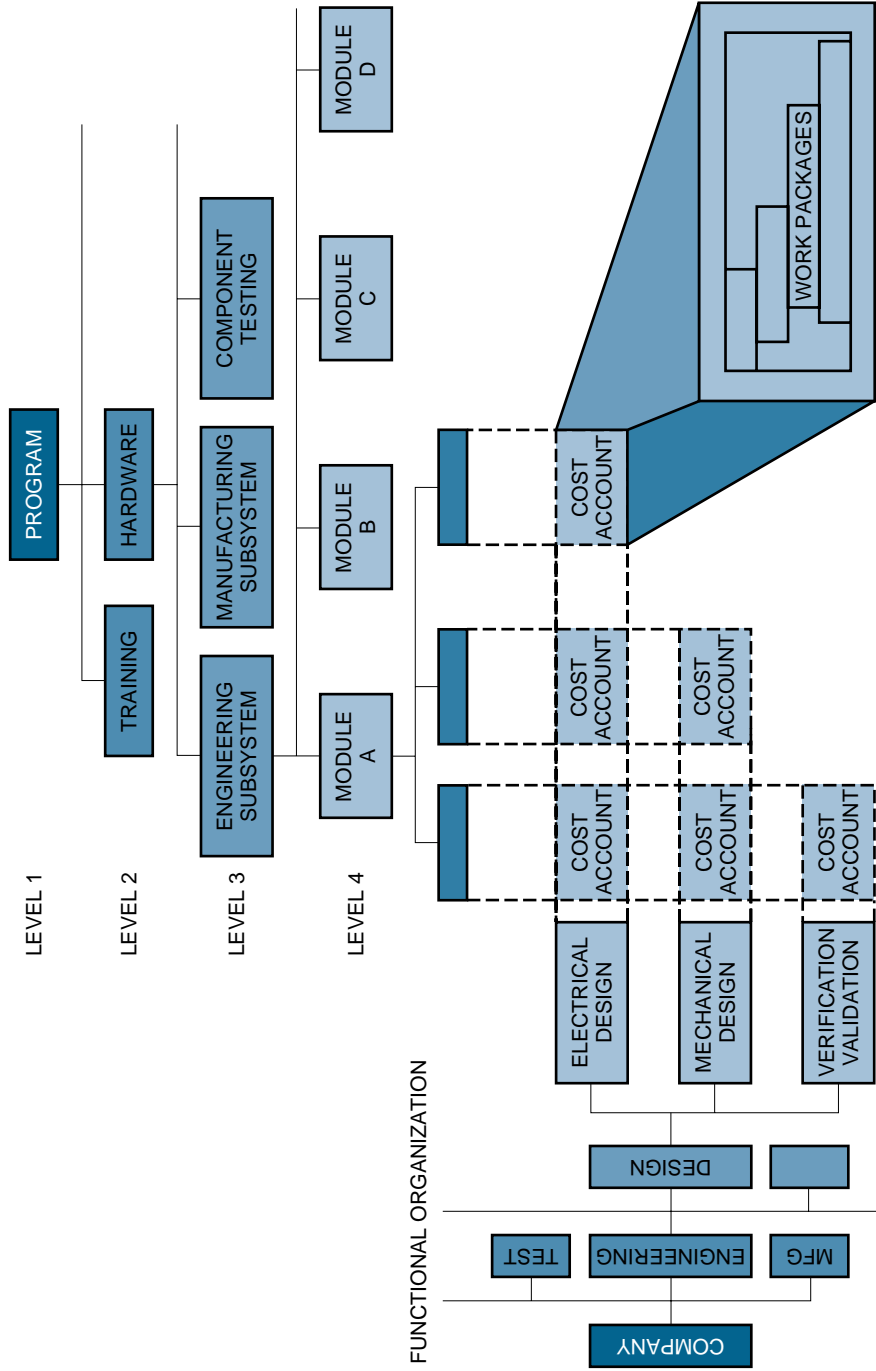 LEVEL 1
PROGRAM
LEVEL 2
TRAINING
HARDWARE
LEVEL 3
ENGINEERING
SUBSYSTEM
MANUFACTURING
SUBSYSTEM
COMPONENT
TESTING
LEVEL 4
MODULE
A
MODULE
B
MODULE
C
MODULE
D
FUNCTIONAL ORGANIZATION
COMPANY
TEST
ENGINEERING
MFG
DESIGN
ELECTRICAL
DESIGN
COST
ACCOUNT
COST
ACCOUNT
COST
ACCOUNT
MECHANICAL
DESIGN
COST
ACCOUNT
COST
ACCOUNT
VERIFICATION
VALIDATION
COST
ACCOUNT
WORK PACKAGES